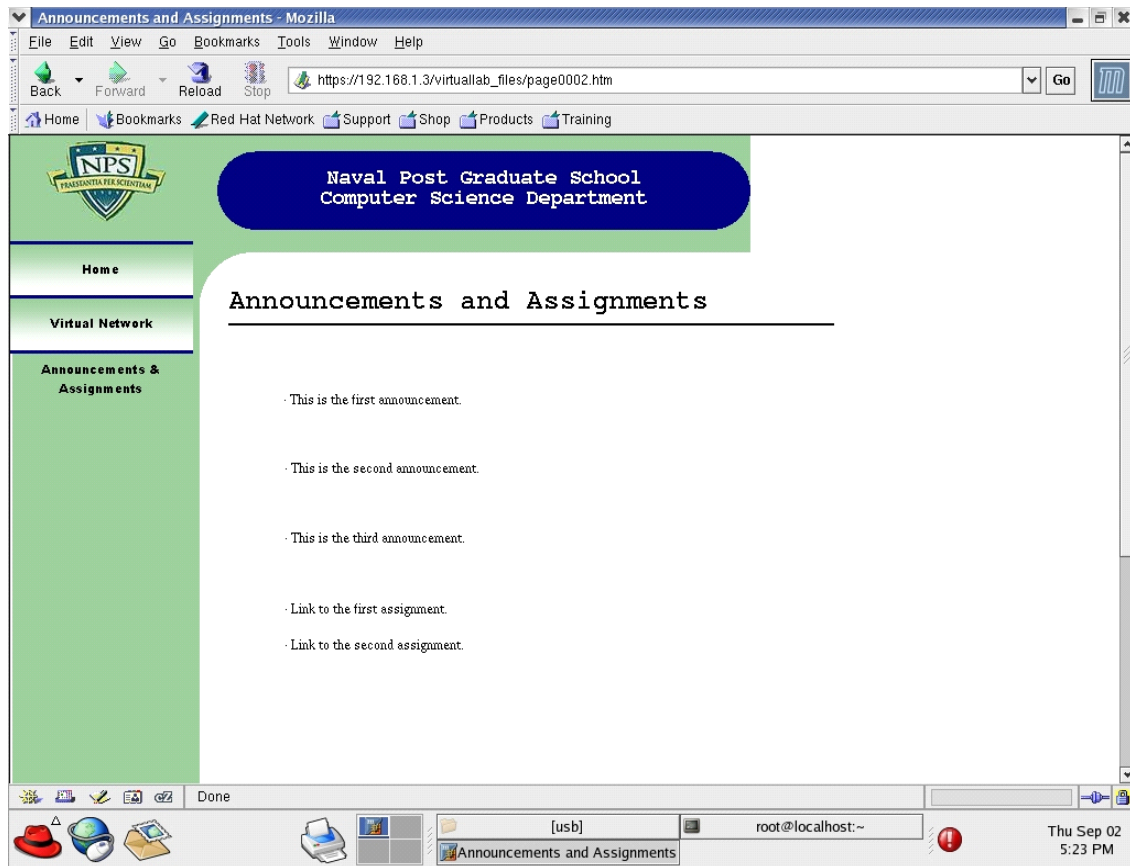 Announcements and Assignments - Mozilla
File Edit View Go Bookmarks Tools Window Help
Back Forward Reload Stop https://192.168.1.3/virtuallab_files/page0002.htm Go
Home Bookmarks Red Hat Network Support Shop Products Training
NPS
PRAESTANTIA PER SCIENTIAM
Naval Post Graduate School
Computer Science Department
Home
Virtual Network
Announcements &
Assignments
Announcements and Assignments
· This is the first announcement.
· This is the second announcement.
· This is the third announcement.
· Link to the first assignment.
· Link to the second assignment.
Done
[usb]
root@localhost:~
Announcements and Assignments
Thu Sep 02
5:23 PM